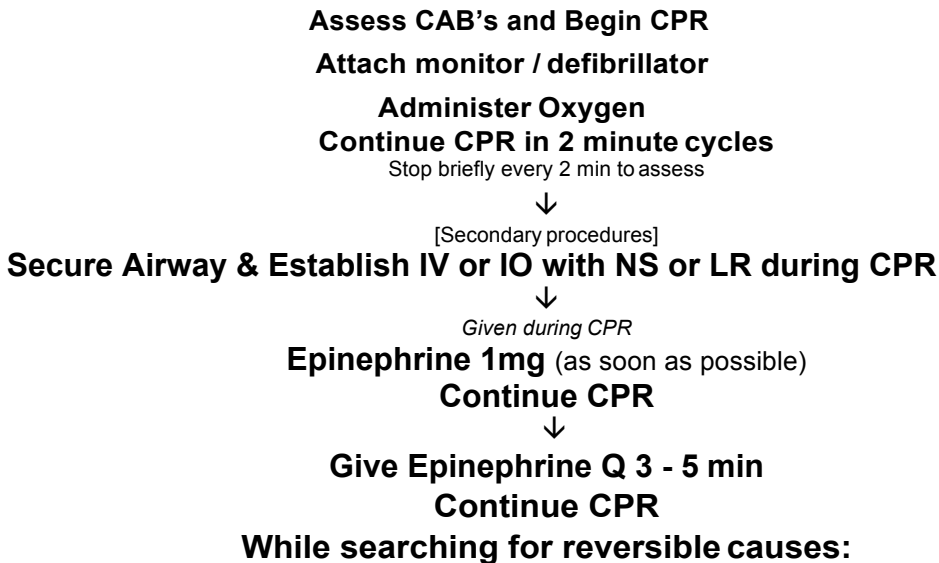 Assess CAB’s and Begin CPR
Attach monitor / defibrillator
Administer Oxygen
Continue CPR in 2 minute cycles
Stop briefly every 2 min to assess
↓
[Secondary procedures]
Secure Airway & Establish IV or IO with NS or LR during CPR
↓
Given during CPR
Epinephrine 1mg (as soon as possible)
Continue CPR
↓
Give Epinephrine Q 3 - 5 min
Continue CPR
While searching for reversible causes: